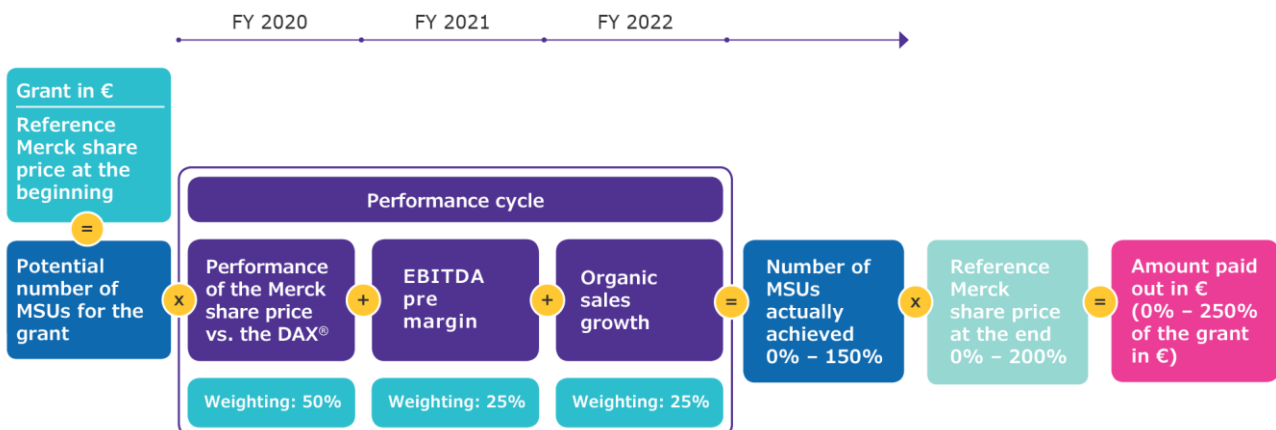 FY 2020
FY 2021
FY 2022
Grant in €
Reference
Merck share
price at the
beginning
=
Potential
number of
MSUs for the
grant
x
Performance cycle
Performance
of the Merck
share price
vs. the DAX®
+
EBITDA
pre
margin
+
Organic
sales
growth
Weighting: 50%
Weighting: 25%
Weighting: 25%
=
Number of
MSUs
actually
achieved
0% – 150%
x
Reference
Merck
share price
at the end
0% – 200%
=
Amount paid
out in €
(0% – 250%
of the grant
in €)